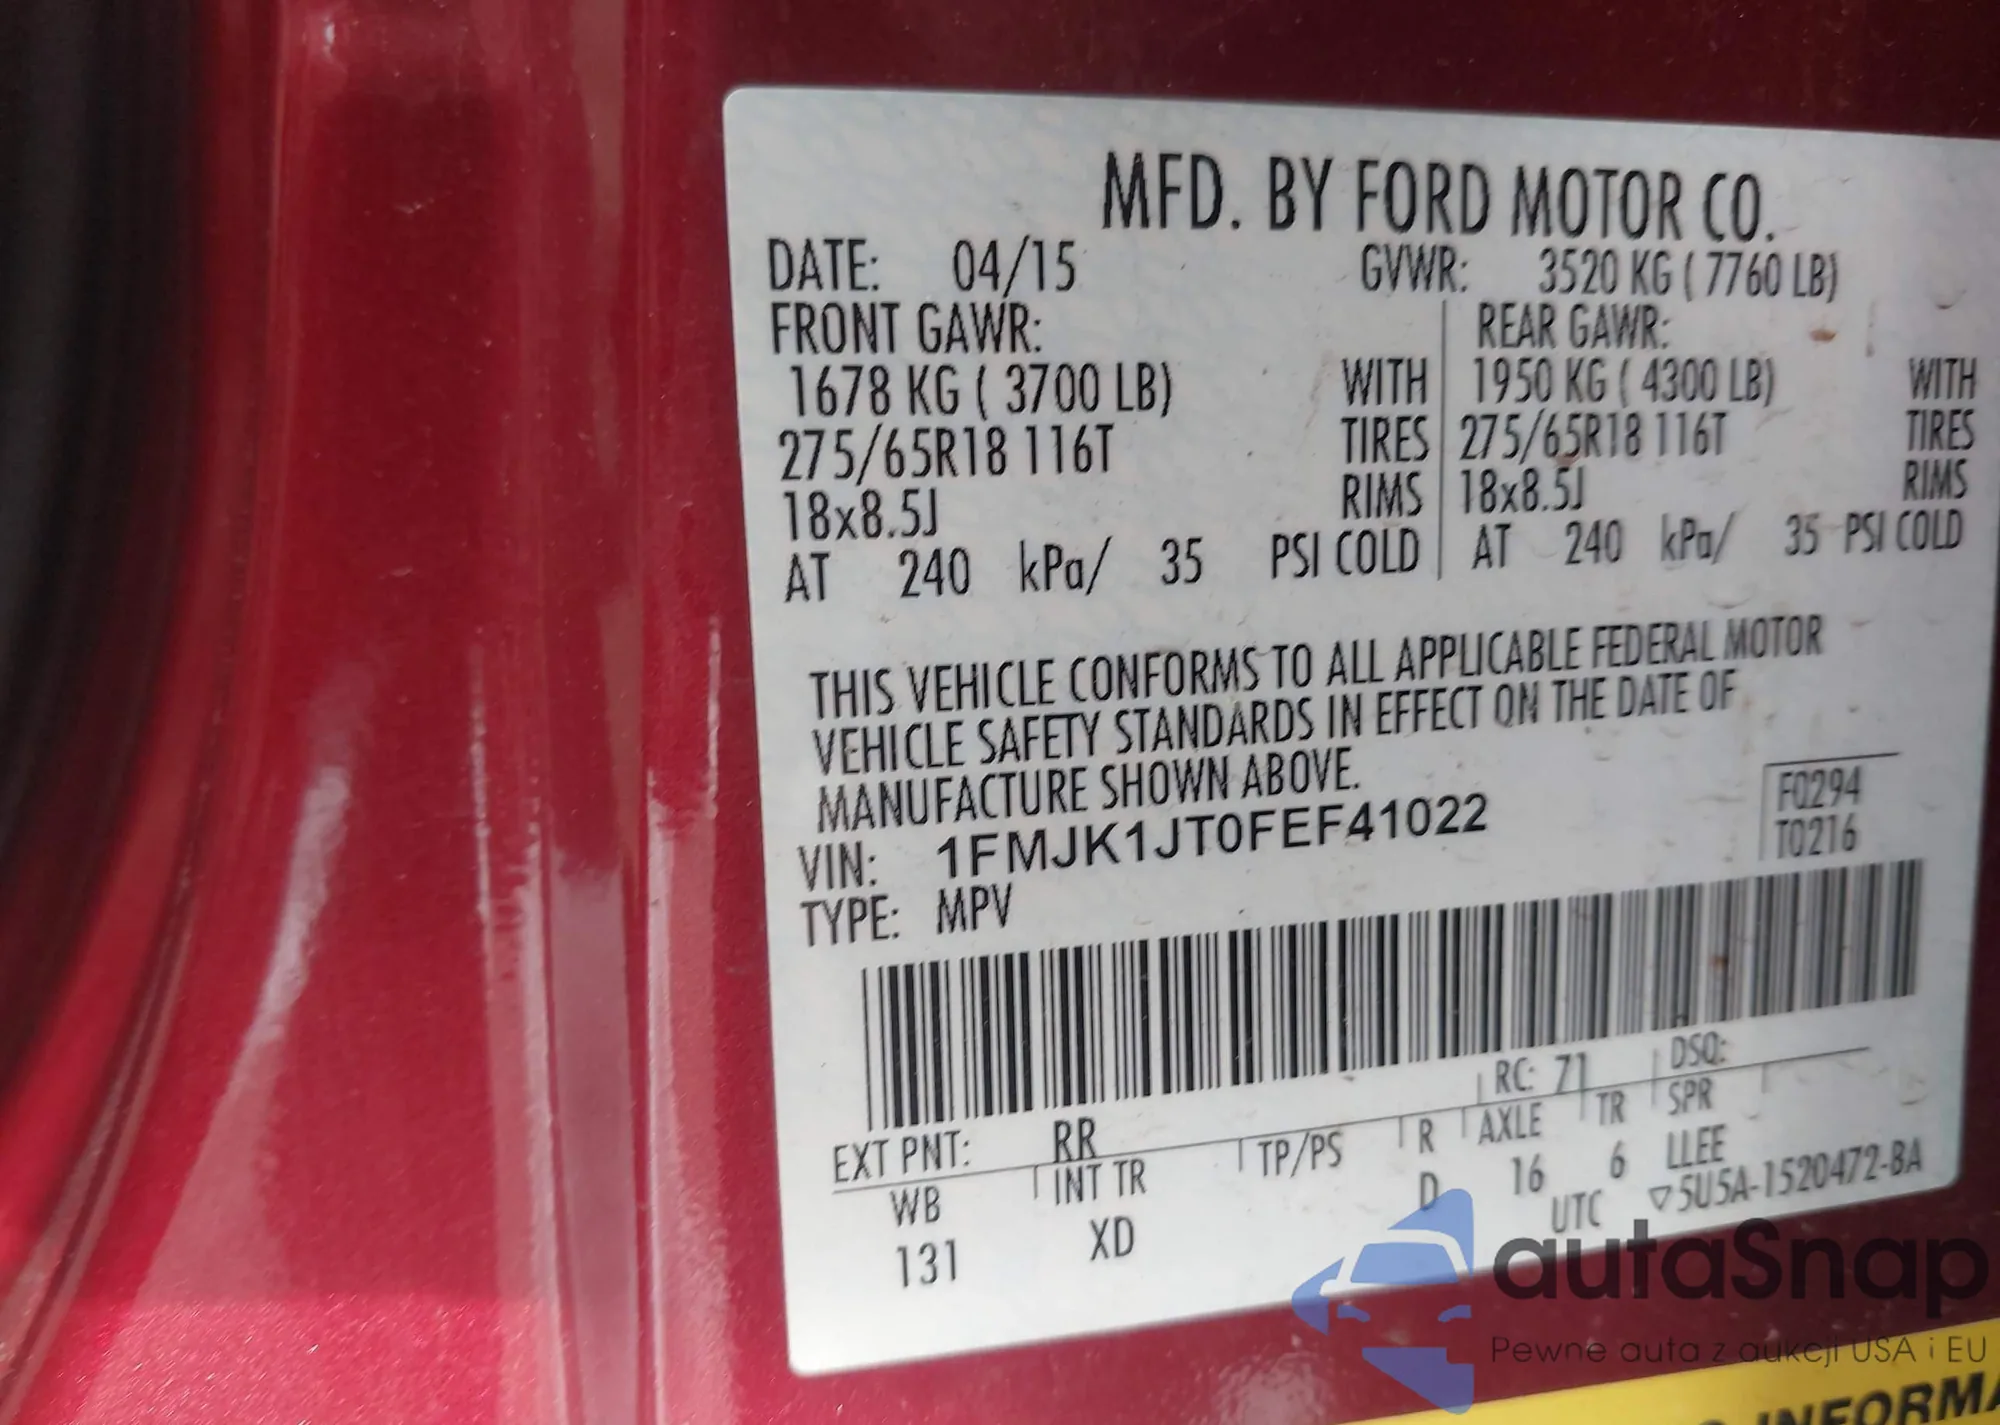 MFD. BY FORD MOTOR CO.
DATE: 04/15 GVWR: 3520 KG ( 7760 LB)
FRONT GAWR: REAR GAWR:
1678 KG ( 3700 LB) WITH 1950 KG ( 4300 LB) WITH
275/65R18 116T TIRES 275/65R18 116T TIRES
18x8.5J RIMS 18x8.5J RIMS
AT 240 kPa/ 35 PSI COLD AT 240 kPa/ 35 PSI COLD
THIS VEHICLE CONFORMS TO ALL APPLICABLE FEDERAL MOTOR
VEHICLE SAFETY STANDARDS IN EFFECT ON THE DATE OF
MANUFACTURE SHOWN ABOVE.
F0294
VIN: 1FMJK1JT0FEF41022
T0216
TYPE: MPV
EXT PNT: RR RC: 71 DSO:
WB INT TR TP/PS R AXLE TR SPR
131 XD D 16 6 LLEE
UTC ▽5U5A-1520472-BA
autaSnap
Pewne auta z aukcji USA i EU